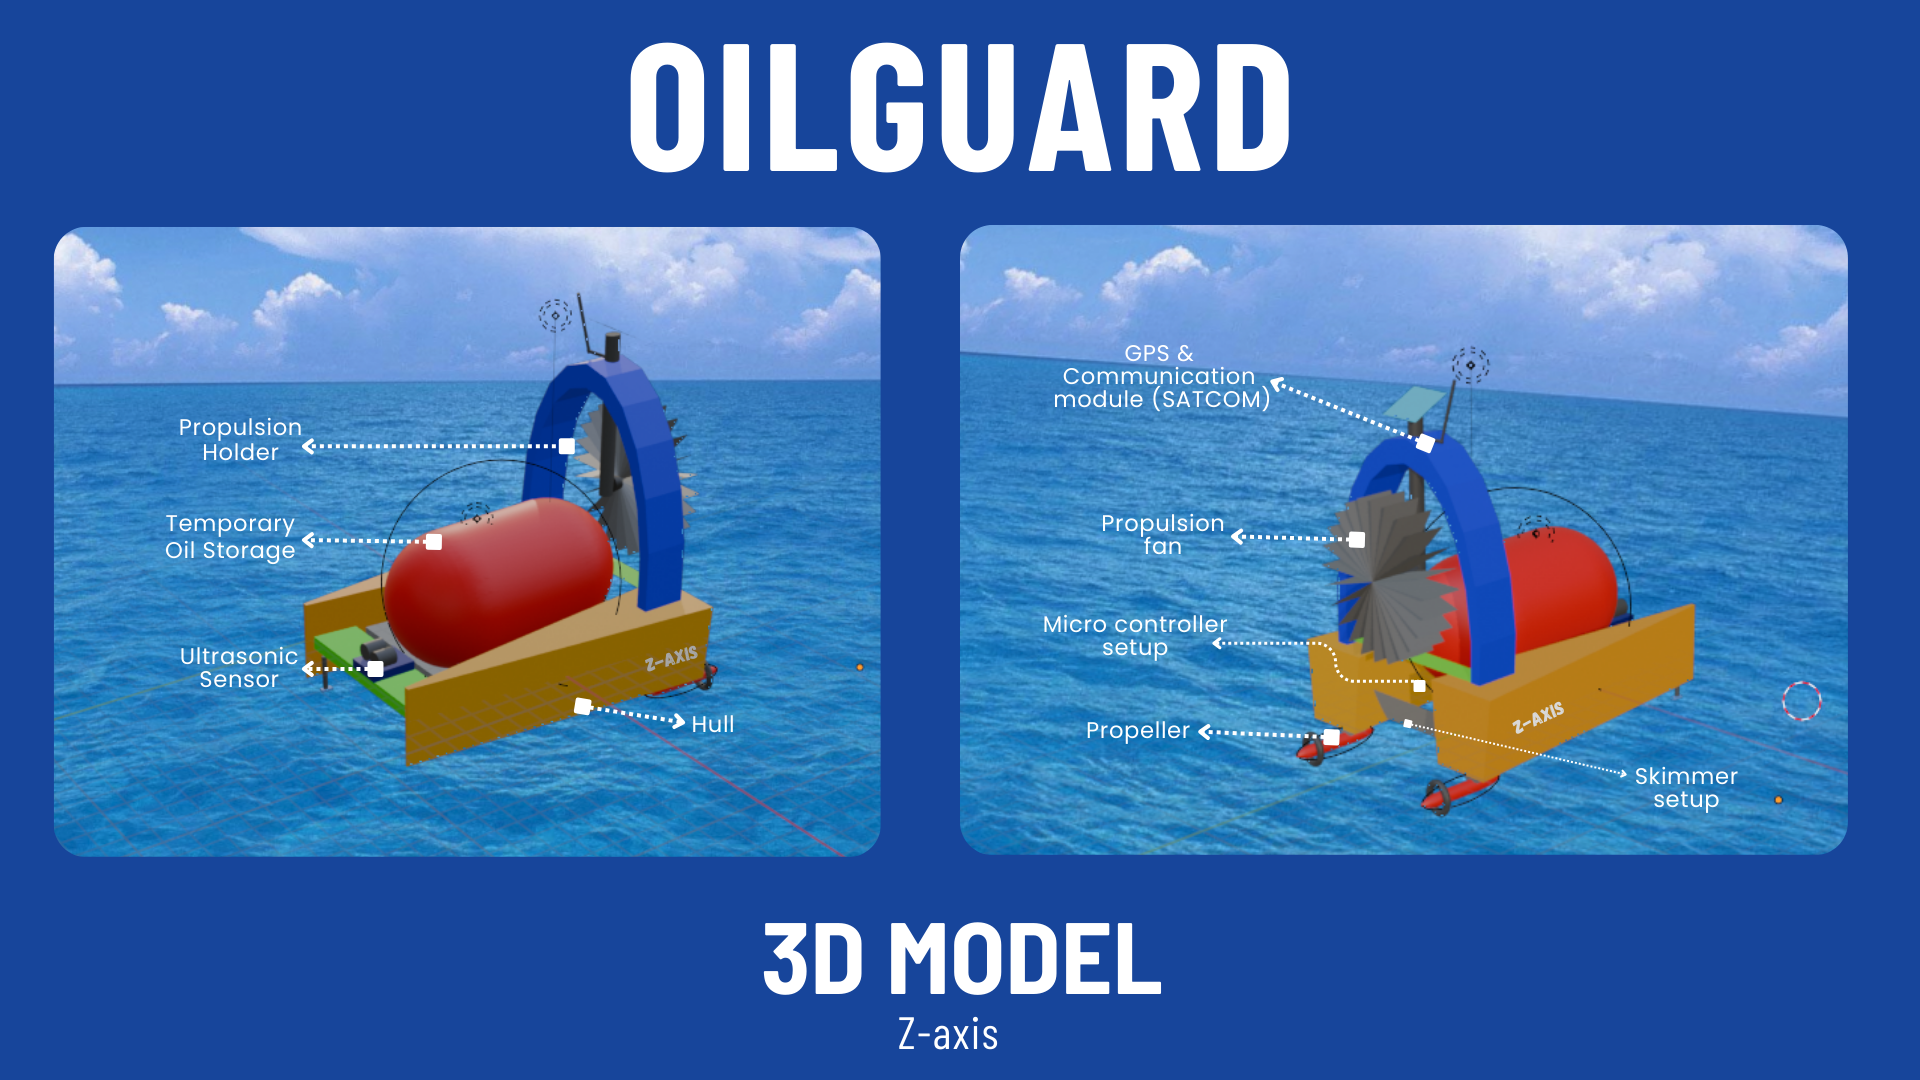 OILGUARD
Propulsion
Holder
Temporary
Oil Storage
Ultrasonic
Sensor
Z-AXIS
Hull
GPS &
Communication
module (SATCOM)
Propulsion
fan
Micro controller
setup
Propeller
Z-AXIS
Skimmer
setup
3D MODEL
Z-axis